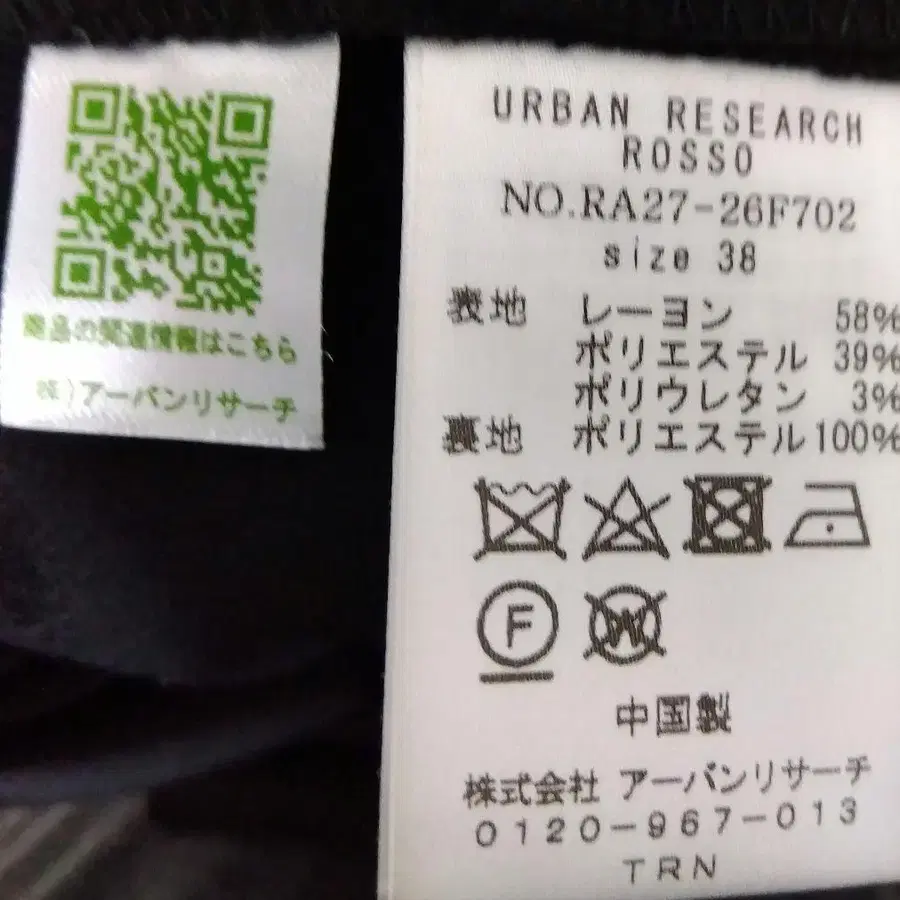 商品の関連情報はこちら
㈱)アーバンリサーチ
URBAN RESEARCH
ROSSO
NO.RA27-26F702
size 38
表地 レーヨン 58%
ポリエステル 39%
ポリウレタン 3%
裏地 ポリエステル 100%
F
W
中国製
株式会社 アーバンリサーチ
0120-967-013
TRN